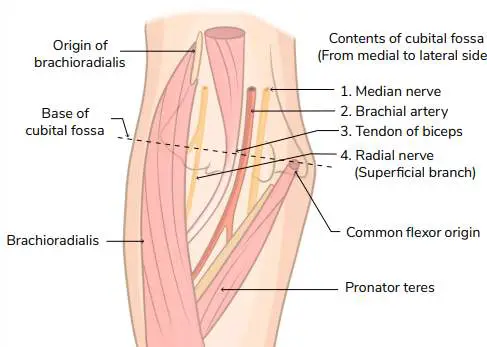 Origin of
brachioradialis
Contents of cubital fossa
(From medial to lateral side
1. Median nerve
2. Brachial artery
3. Tendon of biceps
4. Radial nerve
(Superficial branch)
Base of
cubital fossa
Brachioradialis
Common flexor origin
Pronator teres